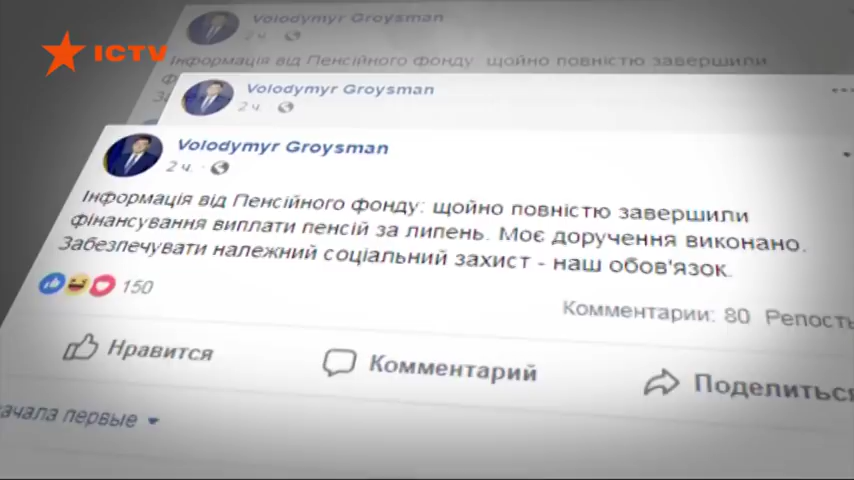 ICTV
Volodymyr Groysman
2 ч.
Інформація від Пенсійного фонду: щойно повністю завершили
Volodymyr Groysman
2 ч.
Volodymyr Groysman
2 ч.
Інформація від Пенсійного фонду: щойно повністю завершили
фінансування виплати пенсій за липень. Моє доручення виконано.
Забезпечувати належний соціальний захист - наш обов'язок.
150
Комментарии: 80 Репость
Нравится
Комментарий
Поделиться
ачала первые